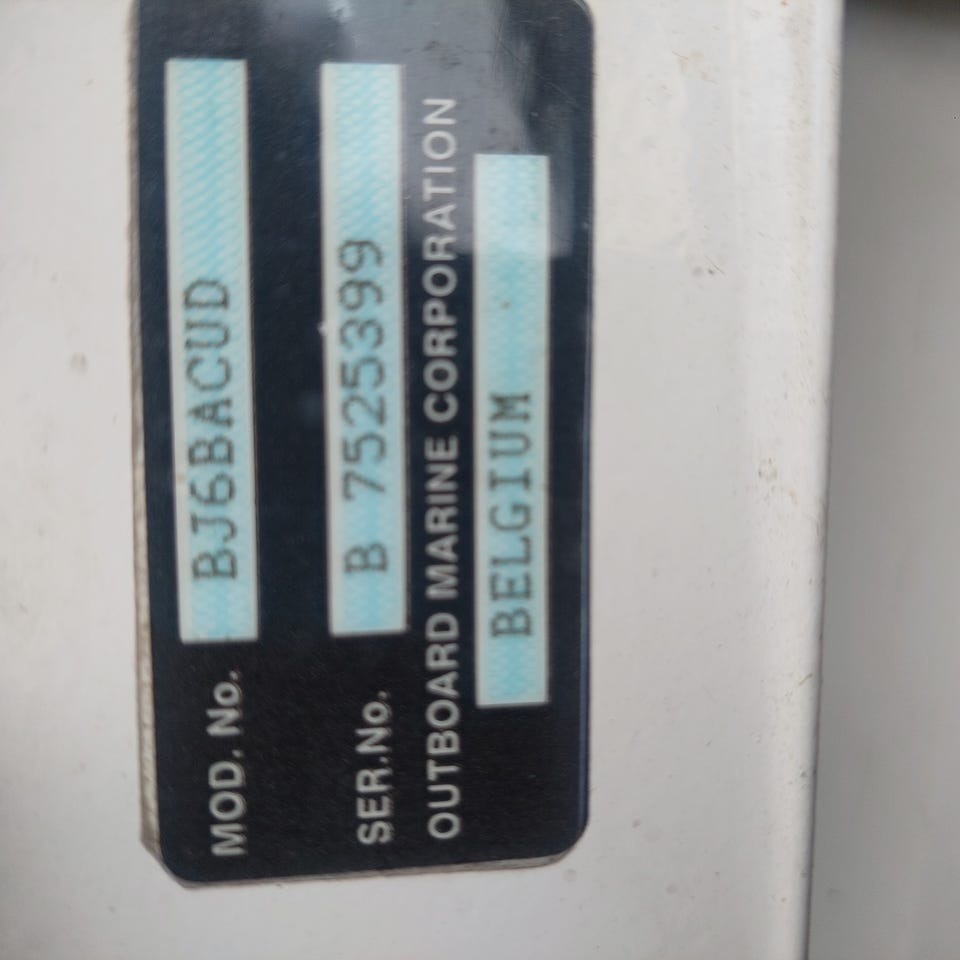 MOD. No. BJ6BACUD
SER.No. B 7525399
OUTBOARD MARINE CORPORATION
BELGIUM